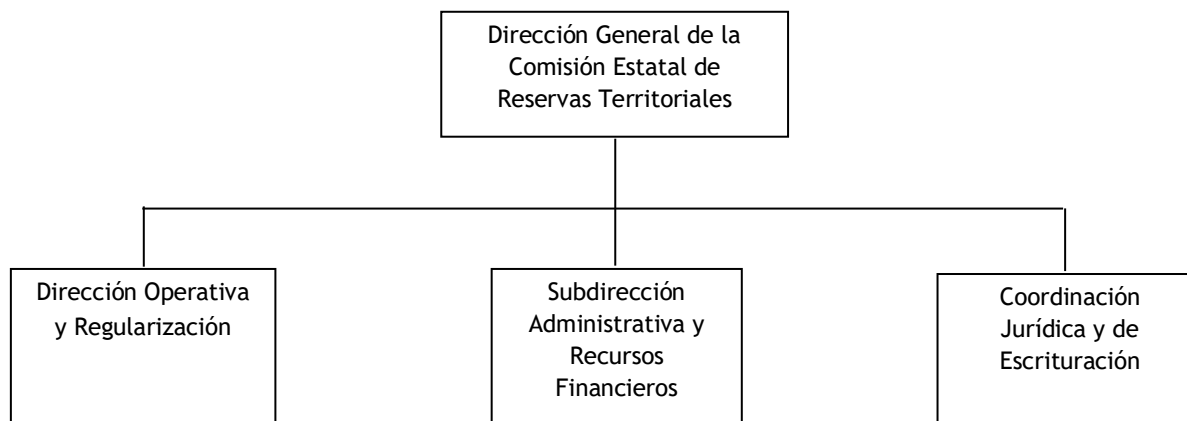 Dirección General de la
Comisión Estatal de
Reservas Territoriales
Dirección Operativa
y Regularización
Subdirección
Administrativa y
Recursos
Financieros
Coordinación
Jurídica y de
Escrituración